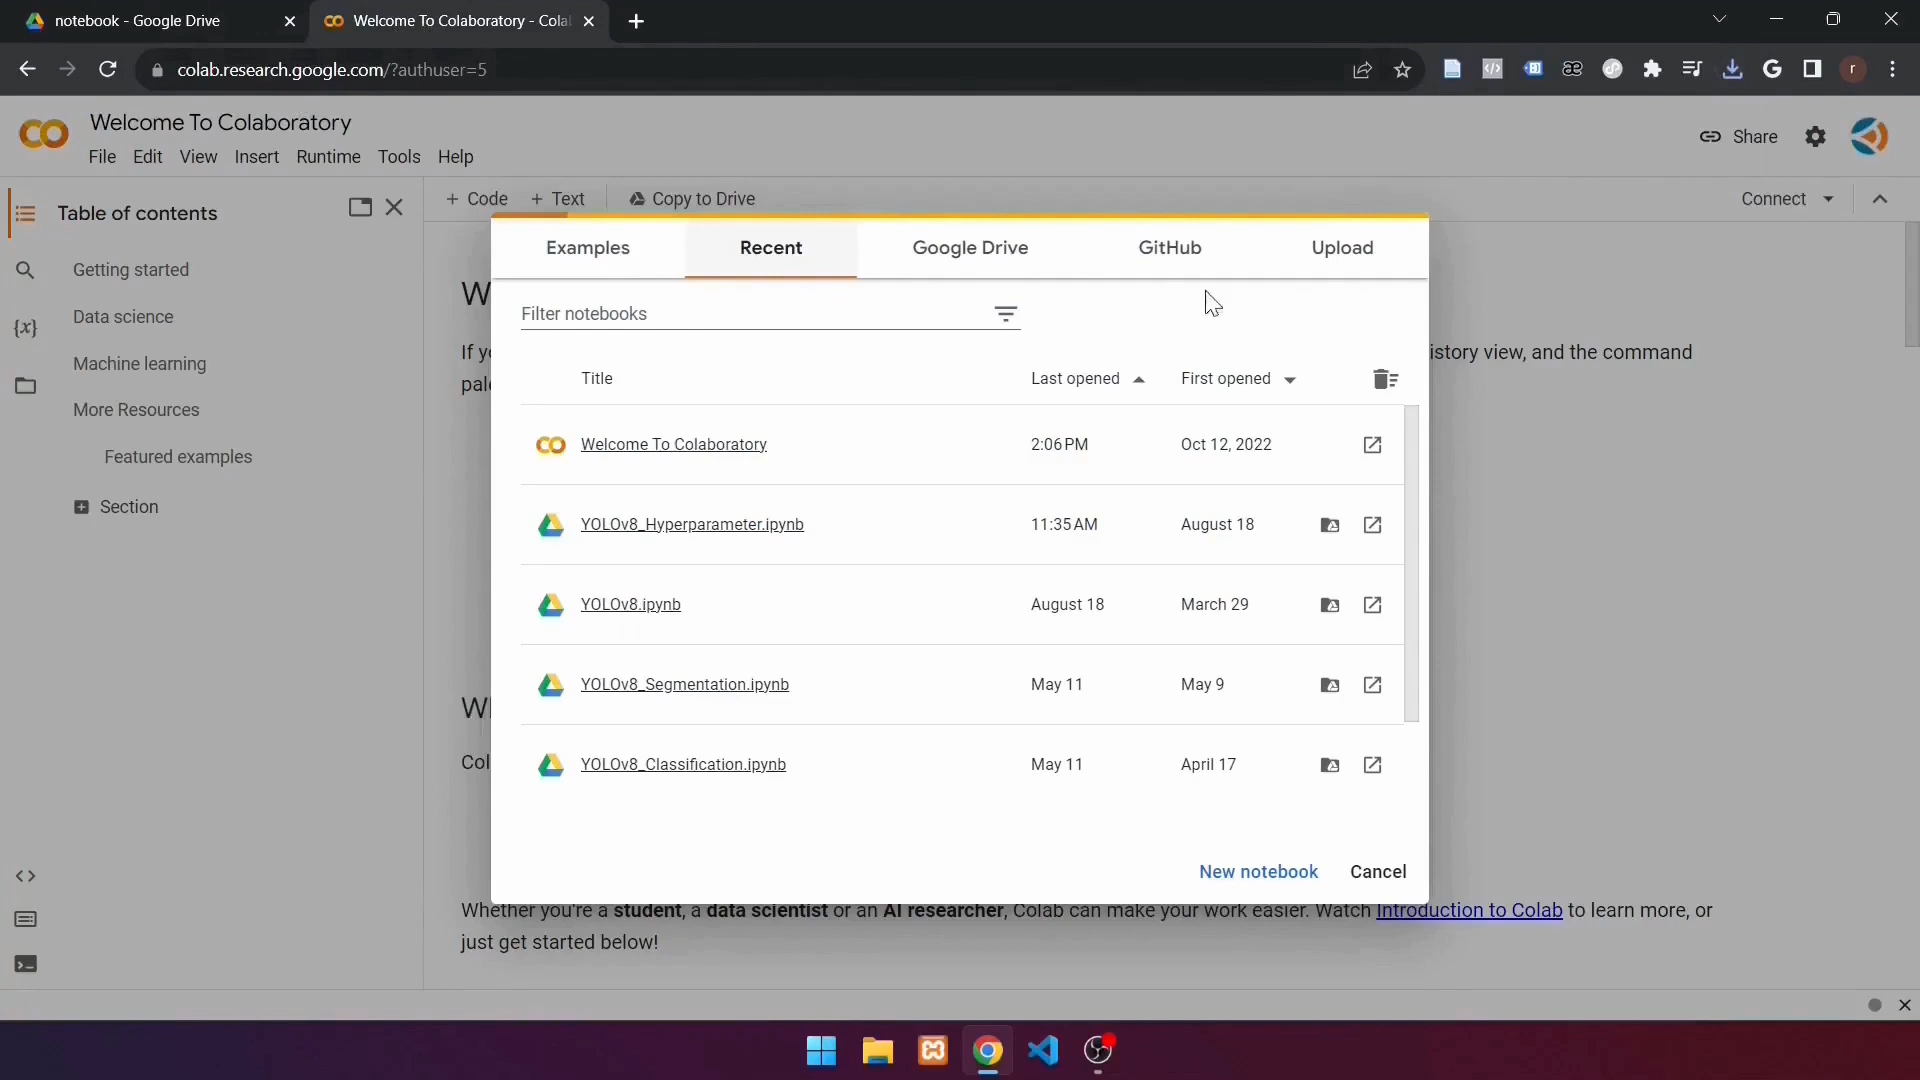 notebook - Google Drive
Welcome To Colaboratory - Cola
colab.research.google.com/?authuser=5
r
Welcome To Colaboratory
File Edit View Insert Runtime Tools Help
Share
Table of contents
+ Code + Text Copy to Drive
Connect
Examples Recent Google Drive GitHub Upload
Getting started
Data science
Machine learning
More Resources
Featured examples
Section
W
Filter notebooks
If yo
istory view, and the command
pale
Title Last opened First opened
Welcome To Colaboratory 2:06 PM Oct 12, 2022
YOLOv8_Hyperparameter.ipynb 11:35 AM August 18
YOLOv8.ipynb August 18 March 29
YOLOv8_Segmentation.ipynb May 11 May 9
Wh
Col
YOLOv8_Classification.ipynb May 11 April 17
New notebook Cancel
Whether you're a student, a data scientist or an AI researcher, Colab can make your work easier. Watch Introduction to Colab to learn more, or
just get started below!